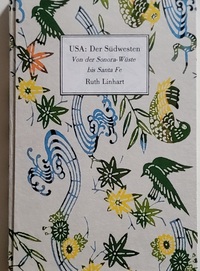 USA: Der Südwesten
Von der Sonora-Wüste
bis Santa Fe
Ruth Linhart